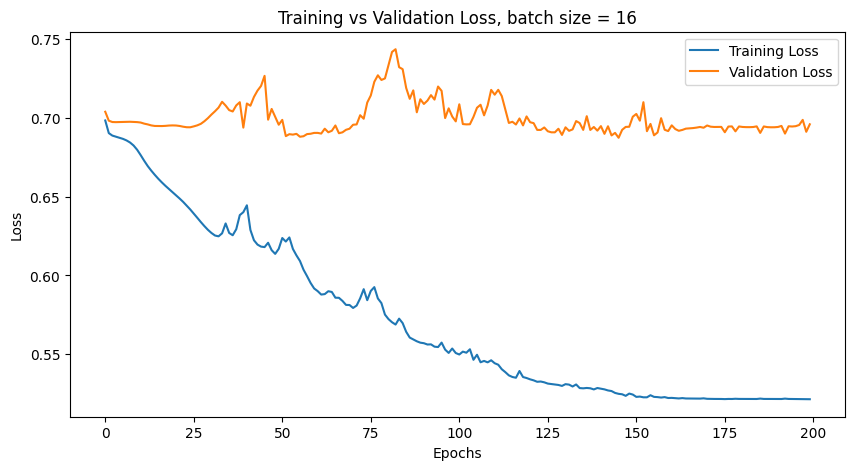 Training vs Validation Loss, batch size = 16
Training Loss
Validation Loss
Loss
0.75
0.70
0.65
0.60
0.55
0
25
50
75
100
125
150
175
200
Epochs